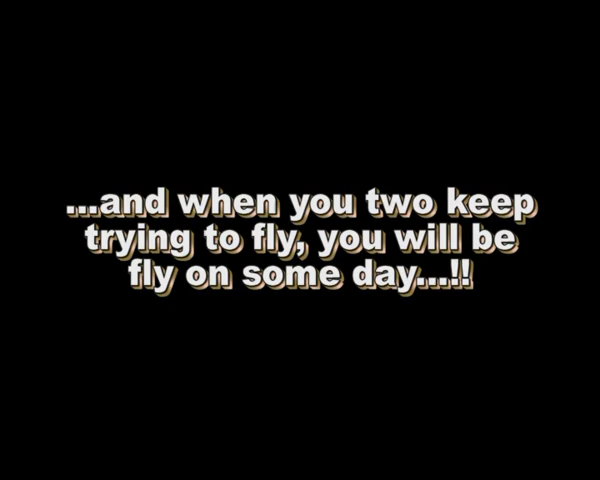 ...and when you two keep
trying to fly, you will be
fly on some day...!!